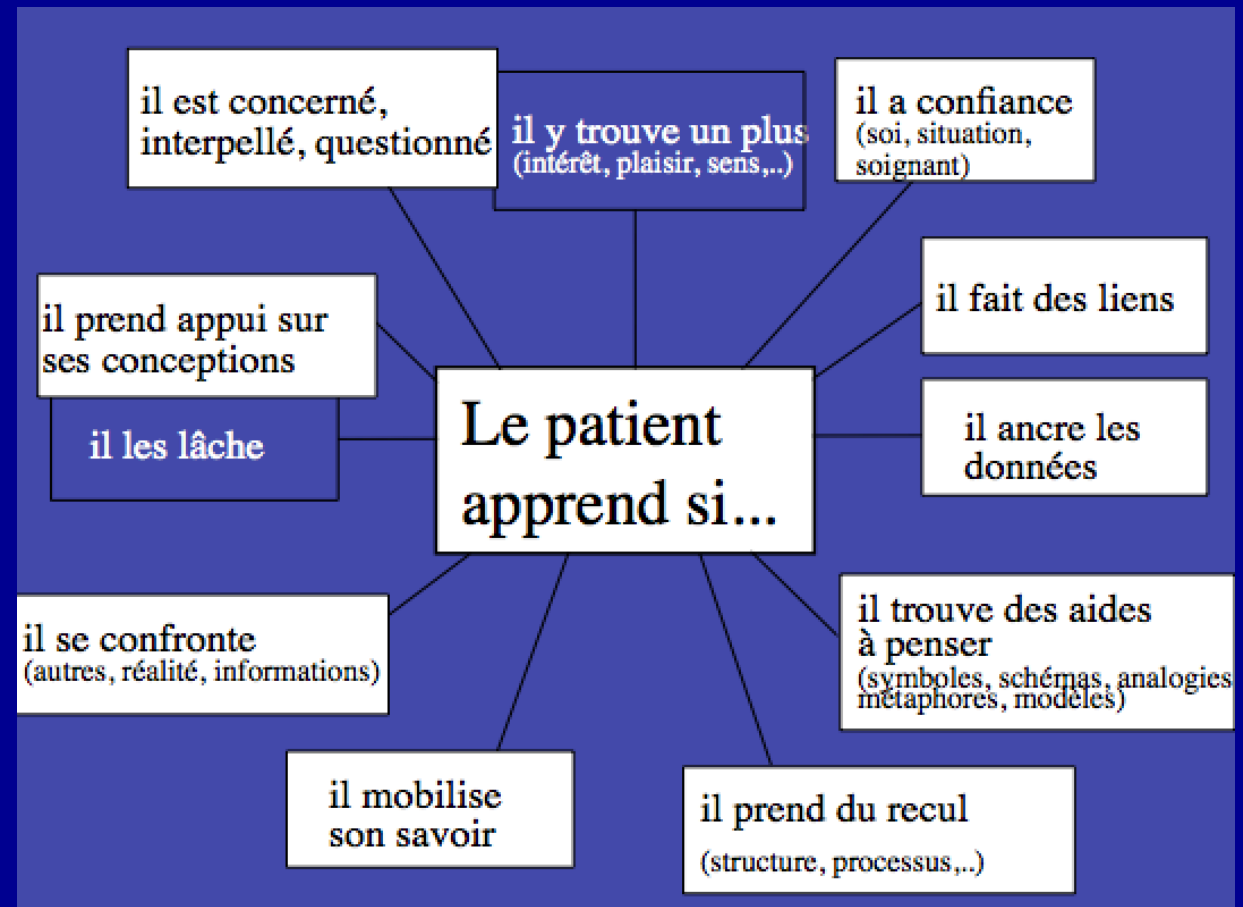 il est concerné,
interpellé, questionné
il y trouve un plus
(intérêt, plaisir, sens,..)
il a confiance
(soi, situation,
soignant)
il fait des liens
il prend appui sur
ses conceptions
il les lâche
Le patient
apprend si...
il ancre les
données
il se confronte
(autres, réalité, informations)
il trouve des aides
à penser
(symboles, schémas, analogies
métaphores, modèles)
il mobilise
son savoir
il prend du recul
(structure, processus,..)